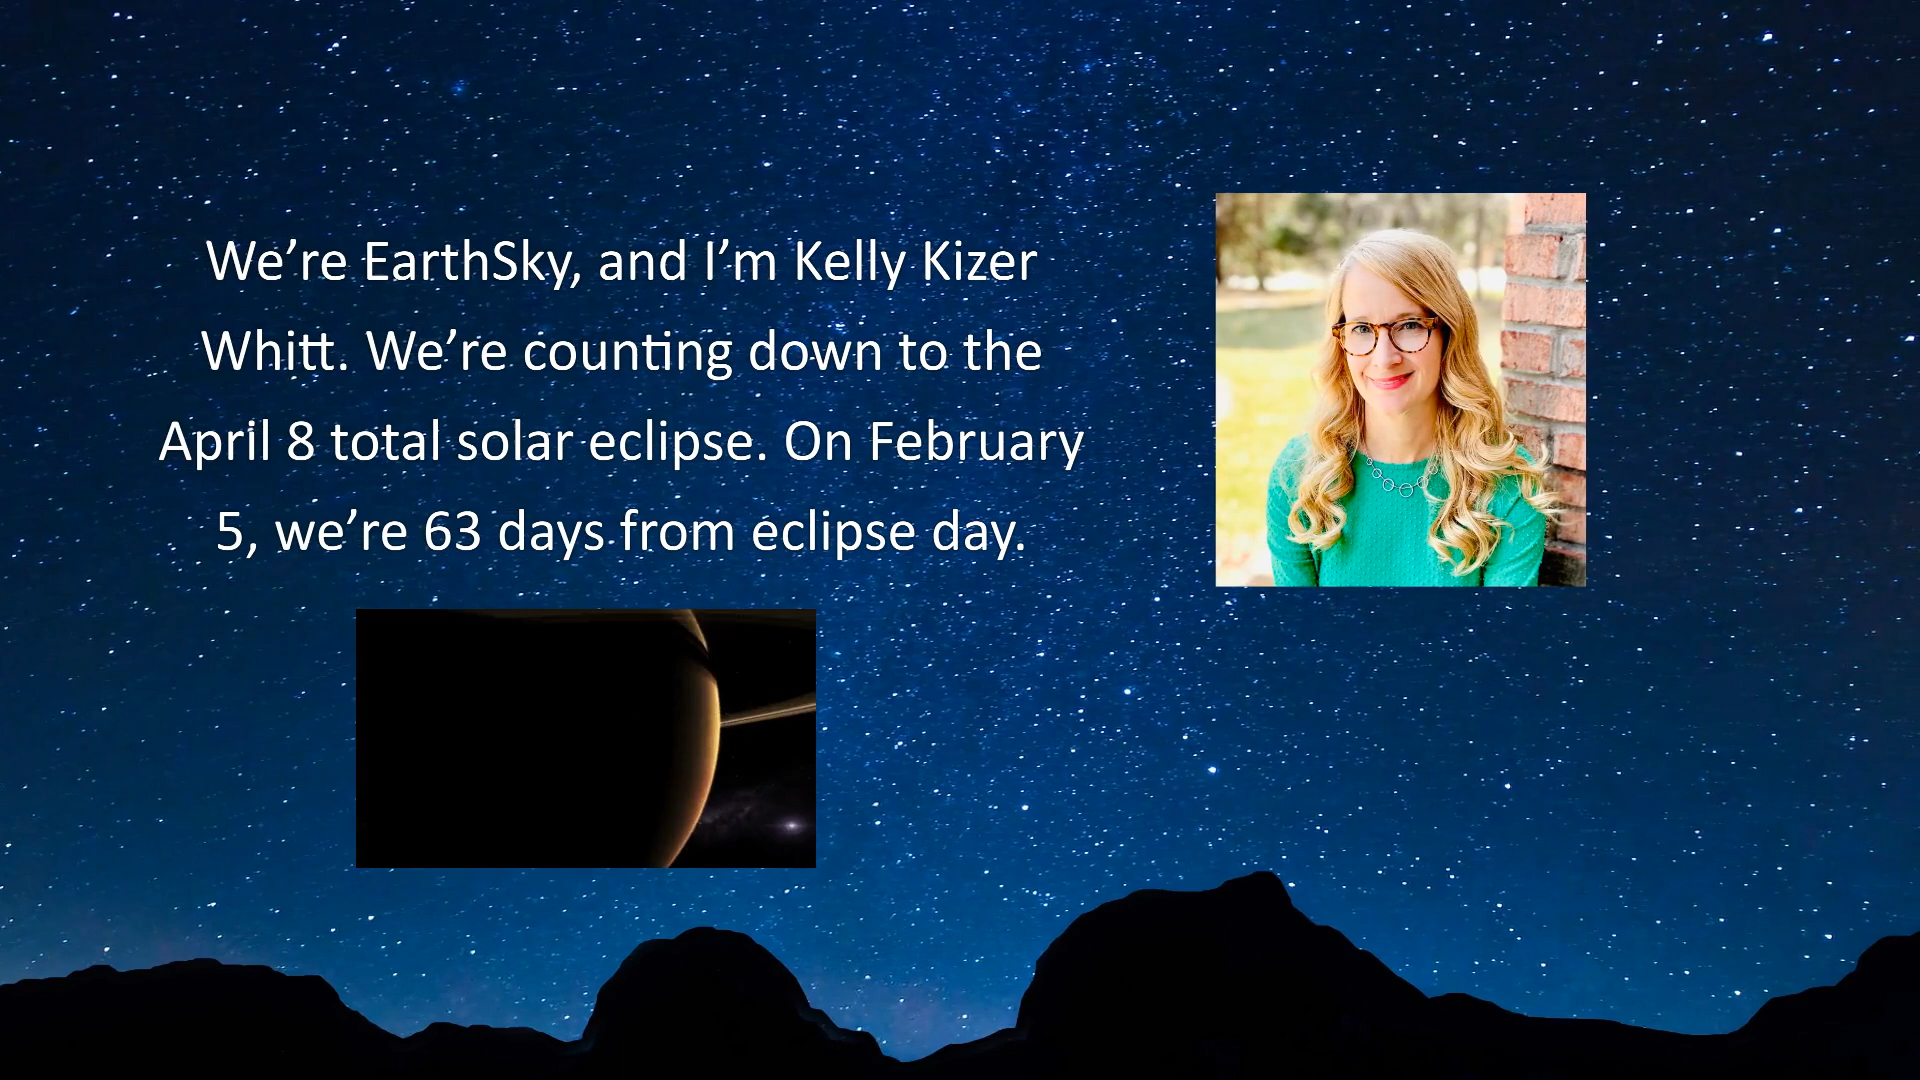 We’re EarthSky, and I’m Kelly Kizer
Whitt. We’re counting down to the
April 8 total solar eclipse. On February
5, we’re 63 days from eclipse day.